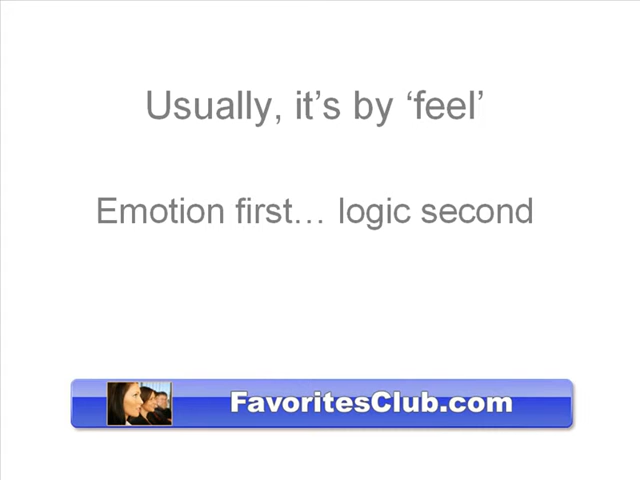 Usually, it’s by ‘feel’
Emotion first… logic second
FavoritesClub.com